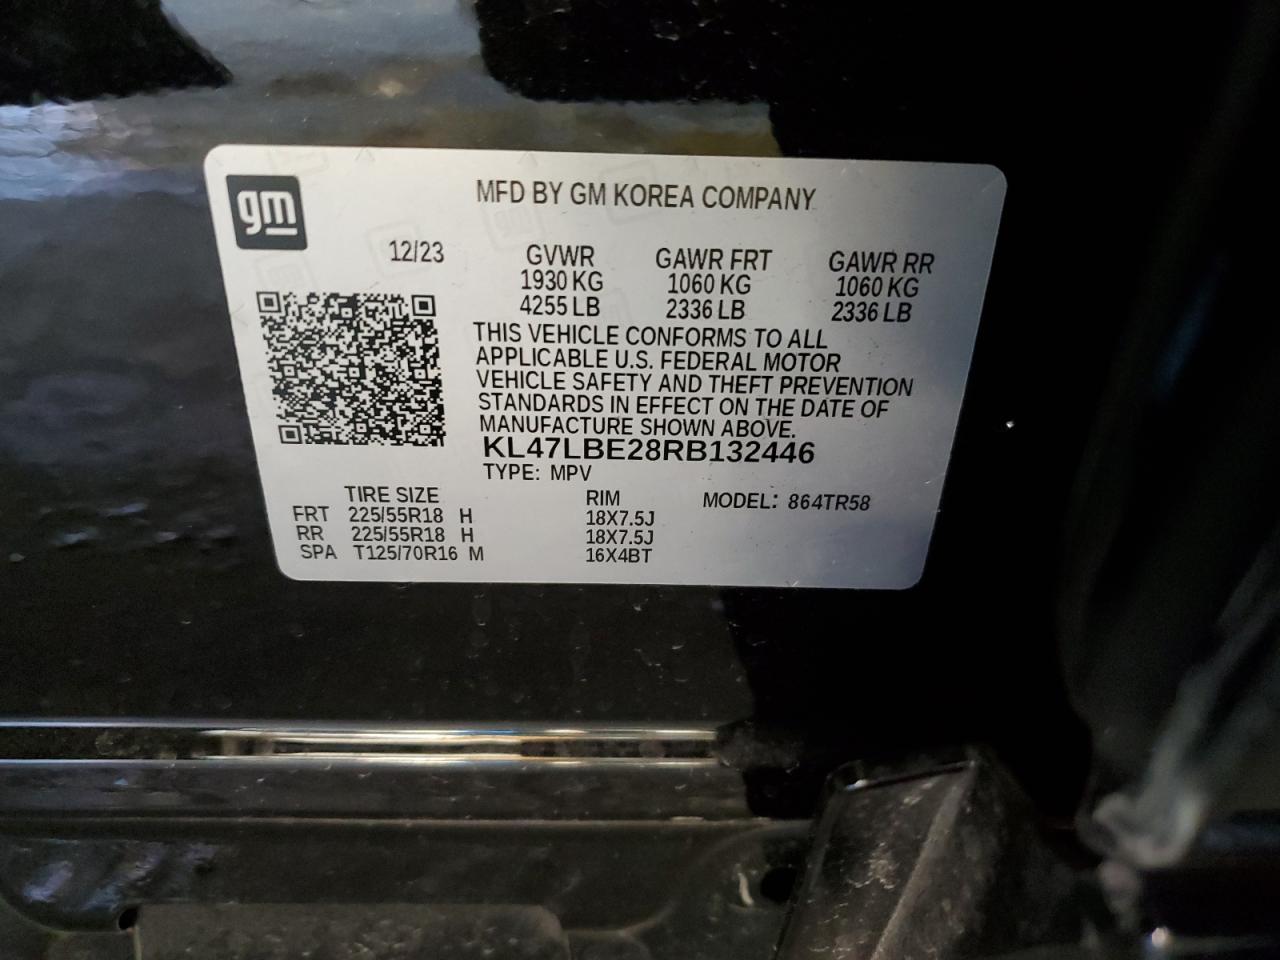 gm
MFD BY GM KOREA COMPANY
12/23 GVWR GAWR FRT GAWR RR
1930 KG 1060 KG 1060 KG
4255 LB 2336 LB 2336 LB
THIS VEHICLE CONFORMS TO ALL
APPLICABLE U.S. FEDERAL MOTOR
VEHICLE SAFETY AND THEFT PREVENTION
STANDARDS IN EFFECT ON THE DATE OF
MANUFACTURE SHOWN ABOVE.
KL47LBE28RB132446
TYPE: MPV
TIRE SIZE RIM MODEL: 864TR58
FRT 225/55R18 H 18X7.5J
RR 225/55R18 H 18X7.5J
SPA T125/70R16 M 16X4BT